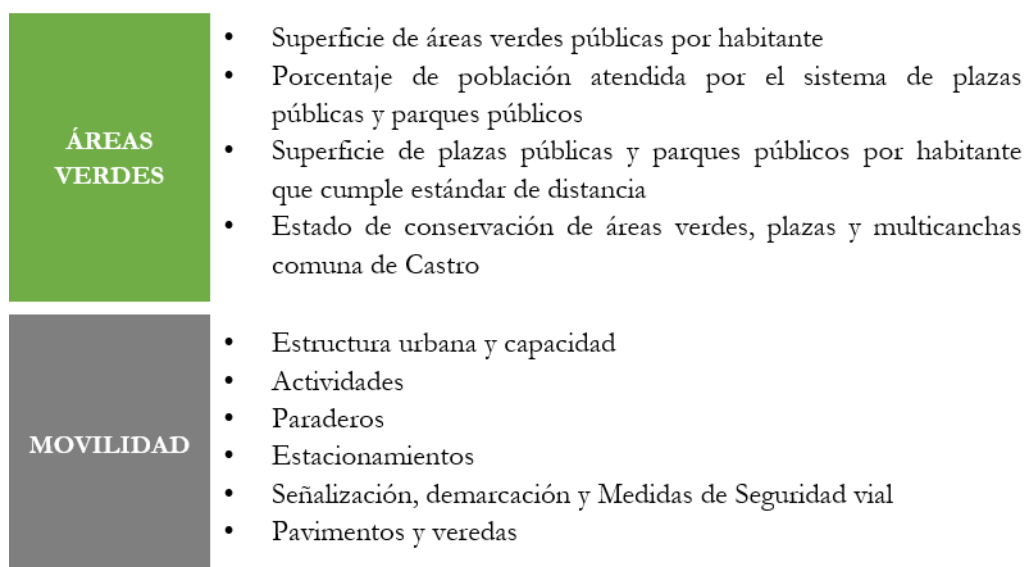 ÁREAS
VERDES
• Superficie de áreas verdes públicas por habitante
• Porcentaje de población atendida por el sistema de plazas
públicas y parques públicos
• Superficie de plazas públicas y parques públicos por habitante
que cumple estándar de distancia
• Estado de conservación de áreas verdes, plazas y multicanchas
comuna de Castro
MOVILIDAD
• Estructura urbana y capacidad
• Actividades
• Paraderos
• Estacionamientos
• Señalización, demarcación y Medidas de Seguridad vial
• Pavimentos y veredas